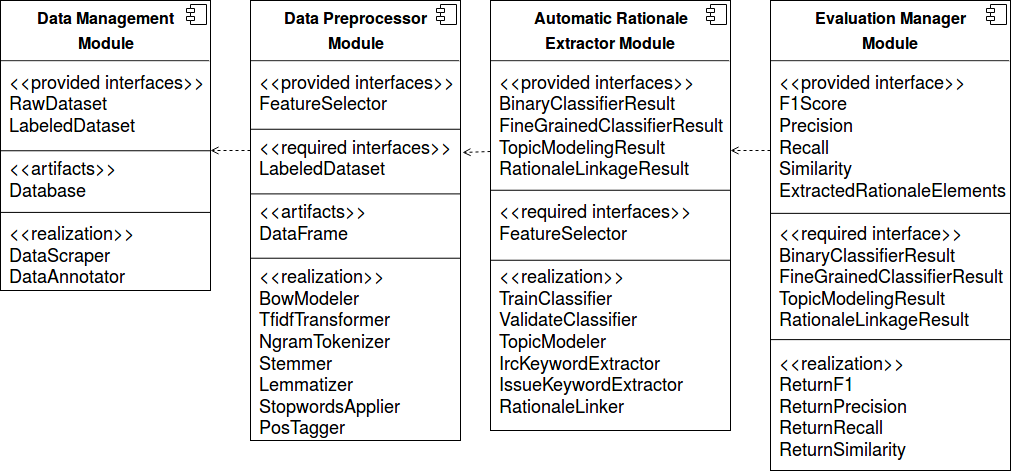 Data Management
Module
<<provided interfaces>>
RawDataset
LabeledDataset
<<artifacts>>
Database
<<realization>>
DataScraper
DataAnnotator
Data Preprocessor
Module
<<provided interfaces>>
FeatureSelector
<<required interfaces>>
LabeledDataset
<<artifacts>>
DataFrame
<<realization>>
BowModeler
TfidfTransformer
NgramTokenizer
Stemmer
Lemmatizer
StopwordsApplier
PosTagger
Automatic Rationale
Extractor Module
<<provided interfaces>>
BinaryClassifierResult
FineGrainedClassifierResult
TopicModelingResult
RationaleLinkageResult
<<required interfaces>>
FeatureSelector
<<realization>>
TrainClassifier
ValidateClassifier
TopicModeler
IrcKeywordExtractor
IssueKeywordExtractor
RationaleLinker
Evaluation Manager
Module
<<provided interface>>
F1Score
Precision
Recall
Similarity
ExtractedRationaleElements
<<required interface>>
BinaryClassifierResult
FineGrainedClassifierResult
TopicModelingResult
RationaleLinkageResult
<<realization>>
ReturnF1
ReturnPrecision
ReturnRecall
ReturnSimilarity